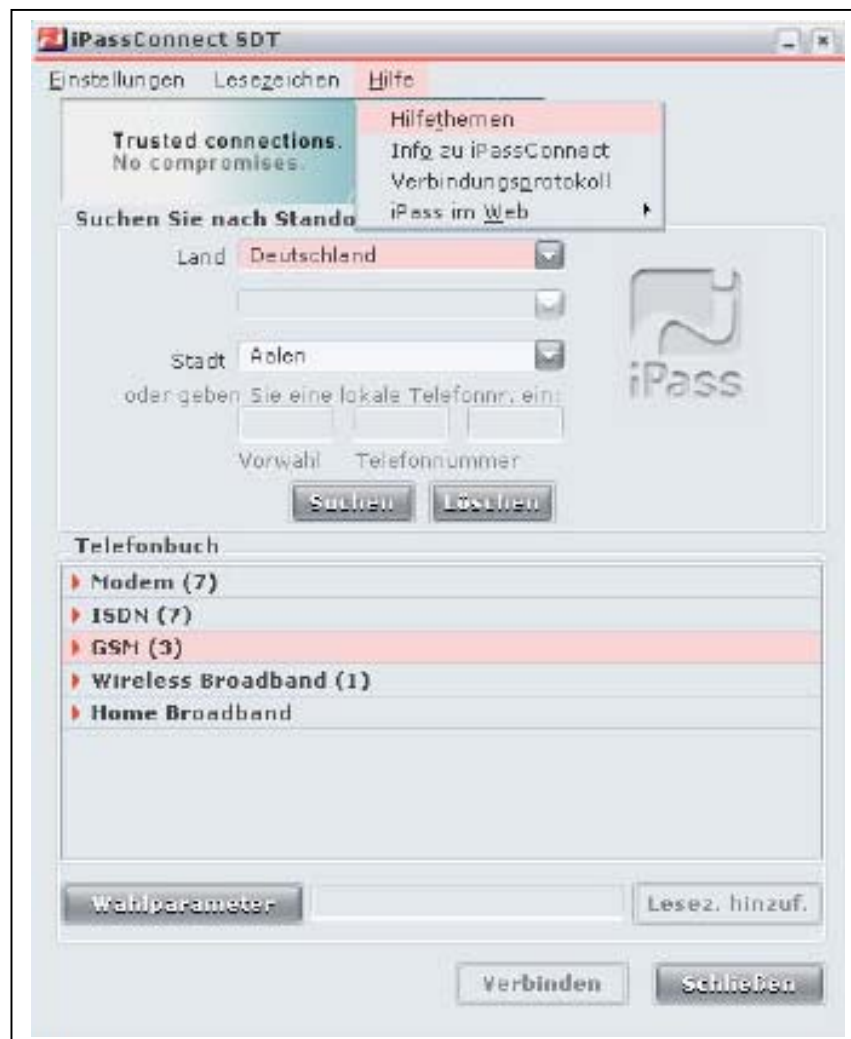 iPassConnect SDT
Einstellungen Lesezeichen Hilfe
Trusted connections.
No compromises.
Hilfethemen
Info zu iPassConnect
Verbindungsprotokoll
iPass im Web
Suchen Sie nach Stando
Land Deutschland
Stadt Aalen
oder geben Sie eine lokale Telefonnr. ein:
Vorwahl Telefonnummer
Suchen Löschen
iPass
Telefonbuch
Modem (7)
ISDN (7)
GSM (3)
Wireless Broadband (1)
Home Broadband
Wahlparameter Lesez. hinzuf.
Verbinden Schließen